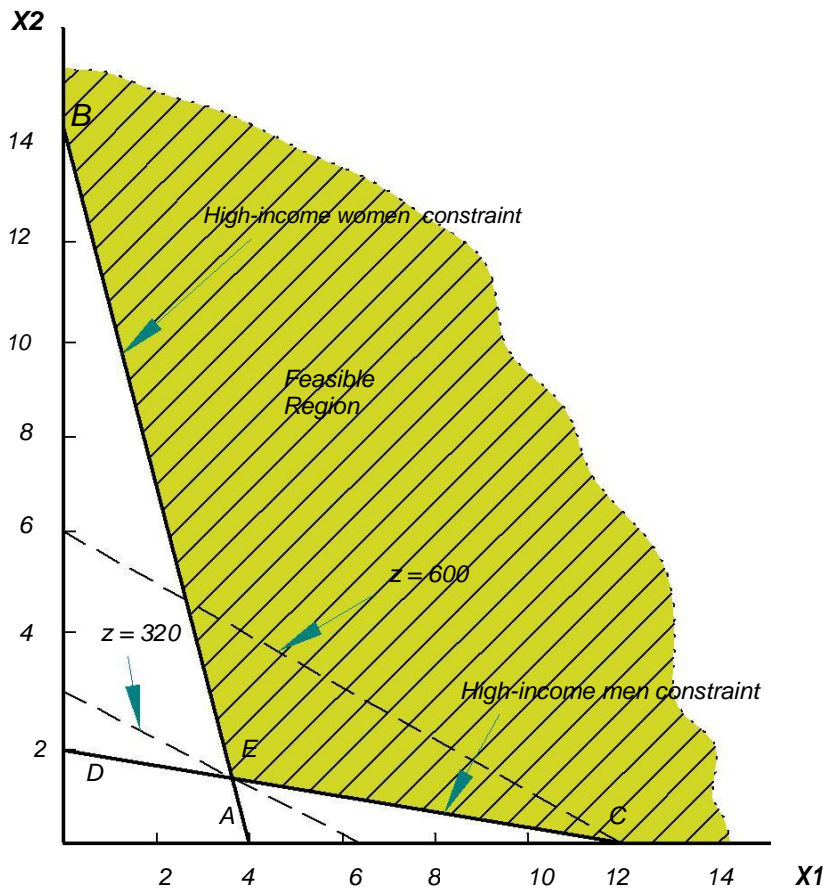 X2
B
14
High-income women constraint
12
10
Feasible
Region
8
6
z = 600
4
z = 320
High-income men constraint
2
E
D
A
C
2
4
6
8
10
12
14
X1